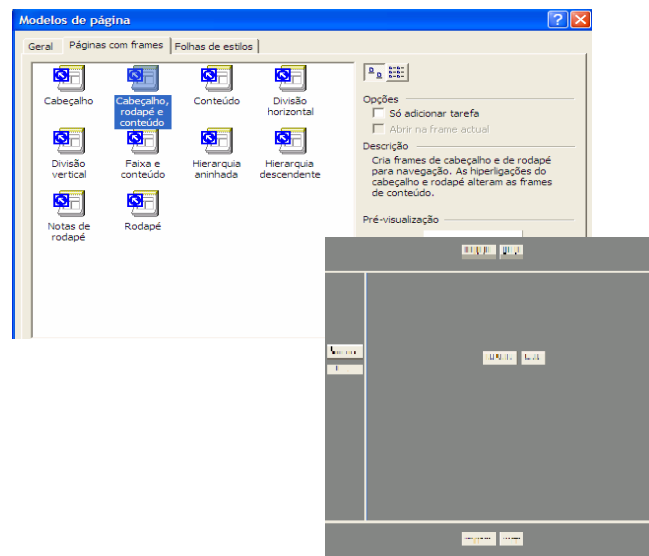 Modelos de página
Geral
Páginas com frames
Folhas de estilos
Cabeçalho
Cabeçalho,
rodapé e
conteúdo
Conteúdo
Divisão
horizontal
Divisão
vertical
Faixa e
conteúdo
Hierarquia
aninhada
Hierarquia
descendente
Notas de
rodapé
Rodapé
Opções
Só adicionar tarefa
Abrir na frame actual
Descrição
Cria frames de cabeçalho e de rodapé
para navegação. As hiperligações do
cabeçalho e rodapé alteram as frames
de conteúdo.
Pré-visualização